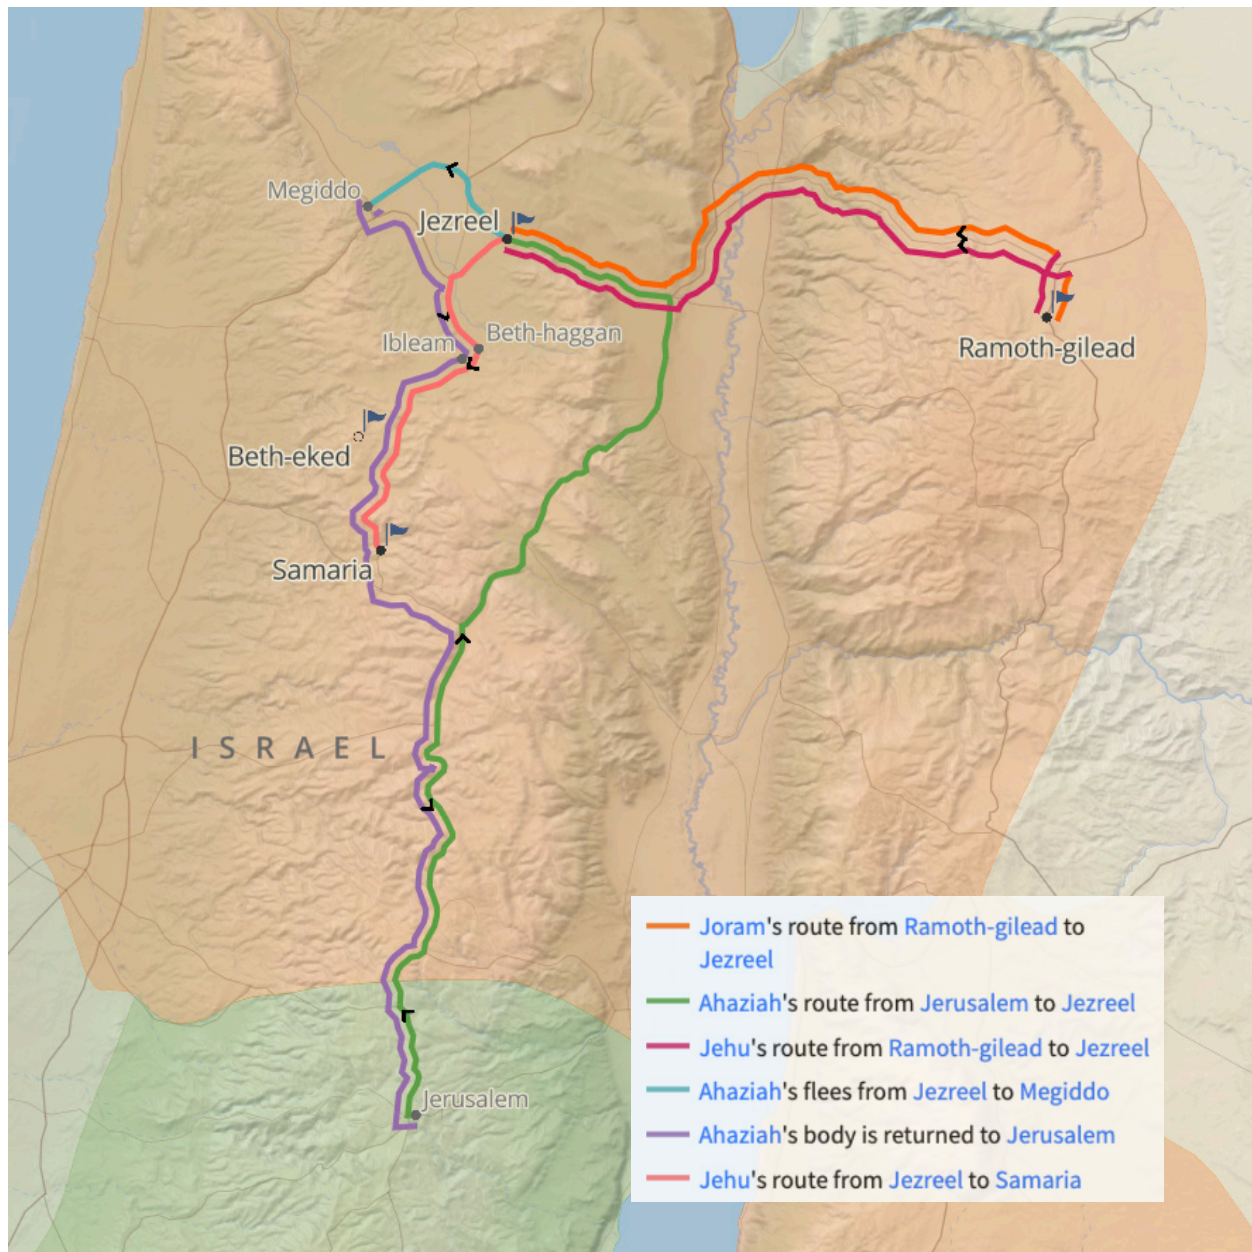 Megiddo
Jezreel
Ibleam
Beth-haggan
Ramoth-gilead
Beth-eked
Samaria
ISRAEL
Jerusalem
Joram's route from Ramoth-gilead to
Jezreel
Ahaziah's route from Jerusalem to Jezreel
Jehu's route from Ramoth-gilead to Jezreel
Ahaziah's flees from Jezreel to Megiddo
Ahaziah's body is returned to Jerusalem
Jehu's route from Jezreel to Samaria